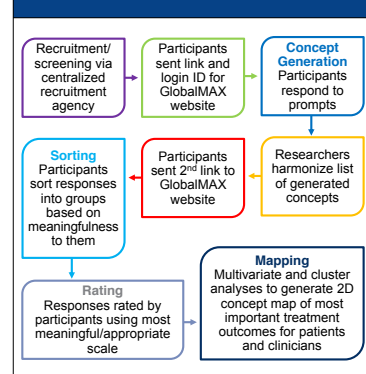 Recruitment/
screening via
centralized
recruitment
agency
Participants
sent link and
login ID for
GlobalMAX
website
Concept
Generation
Participants
respond to
prompts
Researchers
harmonize list
of generated
concepts
Participants
sent 2nd link to
GlobalMAX
website
Sorting
Participants
sort responses
into groups
based on
meaningfulness
to them
Rating
Responses rated by
participants using most
meaningful/appropriate
scale
Mapping
Multivariate and cluster
analyses to generate 2D
concept map of most
important treatment
outcomes for patients
and clinicians